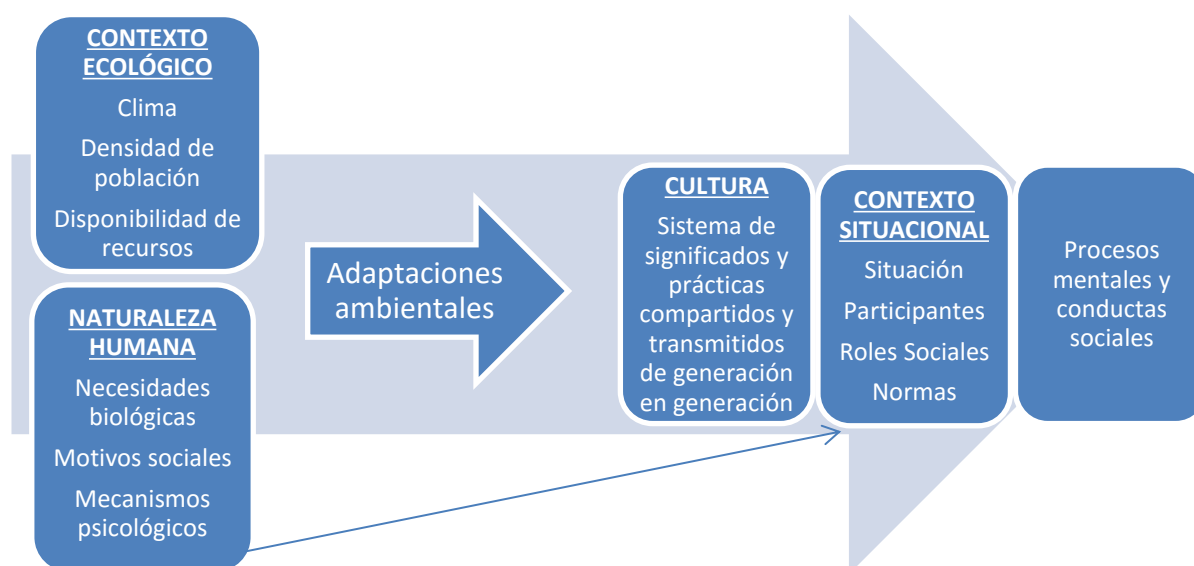 CONTEXTO
ECOLÓGICO
Clima
Densidad de
población
Disponibilidad de
recursos
NATURALEZA
HUMANA
Necesidades
biológicas
Motivos sociales
Mecanismos
psicológicos
Adaptaciones
ambientales
CULTURA
Sistema de
significados y
prácticas
compartidos y
transmitidos
de generación
en generación
CONTEXTO
SITUACIONAL
Situación
Participantes
Roles Sociales
Normas
Procesos
mentales y
conductas
sociales